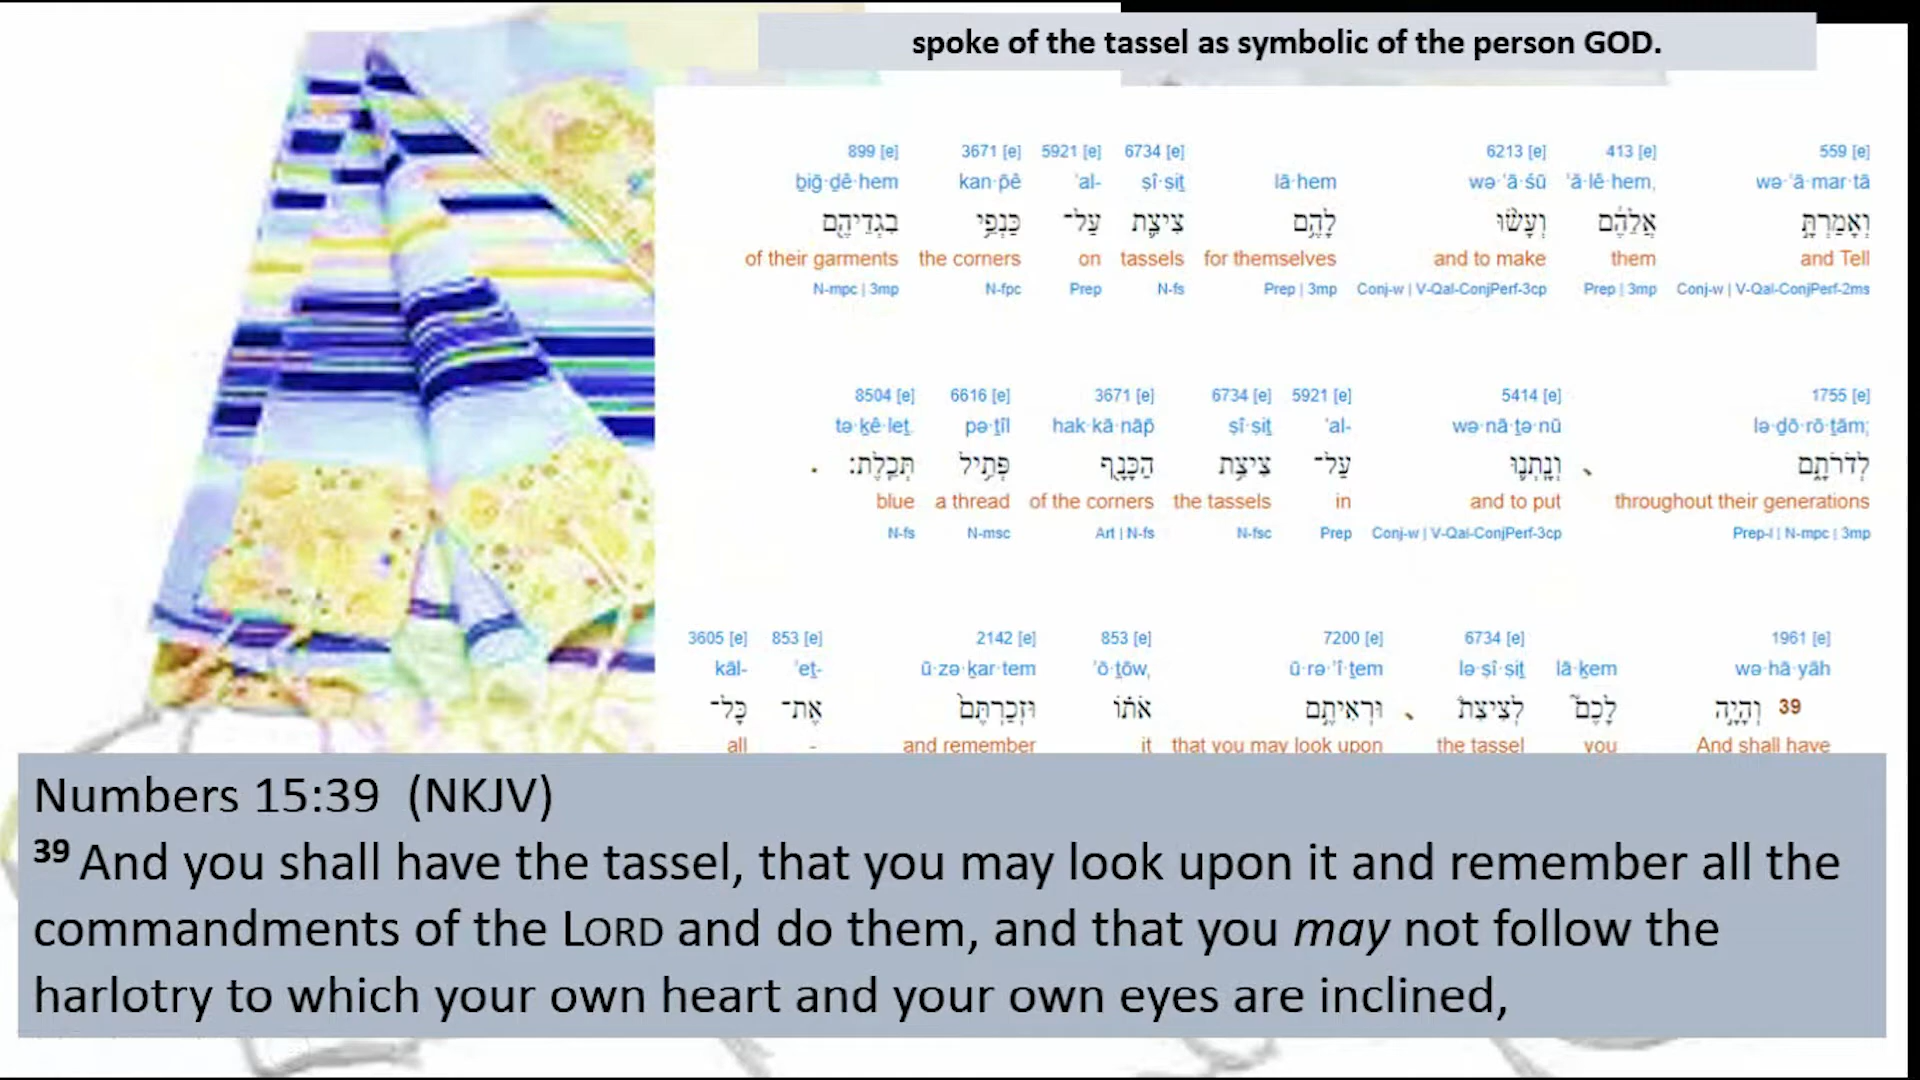 spoke of the tassel as symbolic of the person GOD.
899 [e] 3671 [e] 5921 [e] 6734 [e] 6213 [e] 413 [e] 559 [e]
biḡ·ḏê·hem kan·p̄ê ‘al- ṣî·ṣiṯ lā·hem wə·‘ā·śū ’ă·lê·hem, wə·’ā·mar·tā
וְאָמַרְתָּ֣ אֲלֵהֶ֔ם וְעָשׂ֨וּ לָהֶ֥ם צִיצִ֛ת עַל־ כַּנְפֵ֥י בִגְדֵיהֶ֖ם
of their garments the corners on tassels for themselves and to make them and Tell
N-mpc | 3mp N-fpc Prep N-fs Prep | 3mp Conj-w | V-Qal-ConjPerf-3cp Prep | 3mp Conj-w | V-Qal-ConjPerf-2ms
8504 [e] 6616 [e] 3671 [e] 6734 [e] 5921 [e] 5414 [e] 1755 [e]
tə·ḵê·leṯ. pə·ṯîl hak·kā·nāp̄ ṣî·ṣiṯ ‘al- wə·nā·ṯə·nū lə·ḏō·rō·ṯām;
לְדֹרֹתָ֑ם וְנָֽתְנ֛וּ עַל־ צִיצִ֥ת הַכָּנָ֖ף פְּתִ֥יל תְּכֵֽלֶת׃ .
blue a thread of the corners the tassels in and to put throughout their generations
N-fs N-msc Art | N-fs N-fsc Prep Conj-w | V-Qal-ConjPerf-3cp Prep-l | N-mpc | 3mp
3605 [e] 853 [e] 2142 [e] 853 [e] 7200 [e] 6734 [e] 1961 [e]
kāl- ’eṯ- ū·zə·ḵar·tem ’ō·ṯōw, ū·rə·’î·ṯem lə·ṣî·ṣiṯ lā·ḵem wə·hā·yāh
39 וְהָיָ֣ה לָכֶם֮ לְצִיצִת֒ וּרְאִיתֶ֣ם אֹת֗וֹ וּזְכַרְתֶּם֙ אֶת־ כָּל־
all - and remember it that you may look upon the tassel you And shall have
Numbers 15:39 (NKJV)
39 And you shall have the tassel, that you may look upon it and remember all the
commandments of the LORD and do them, and that you may not follow the
harlotry to which your own heart and your own eyes are inclined,